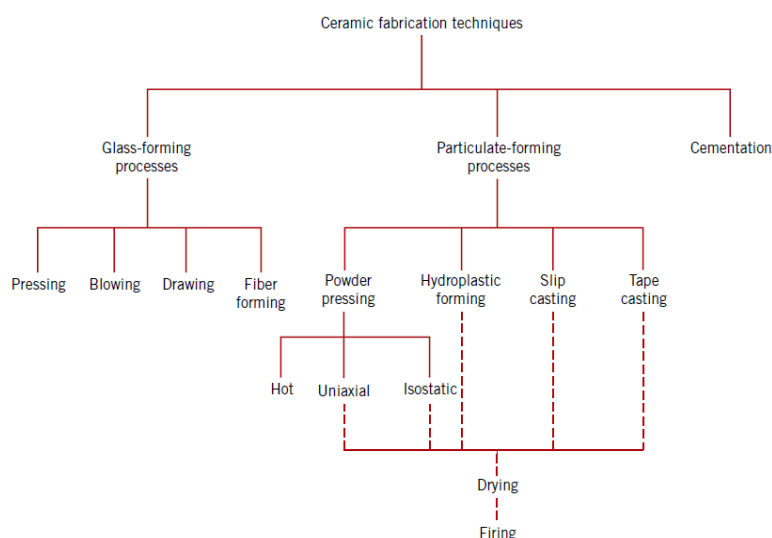 Ceramic fabrication techniques
Glass-forming
processes
Particulate-forming
processes
Cementation
Pressing
Blowing
Drawing
Fiber
forming
Powder
pressing
Hydroplastic
forming
Slip
casting
Tape
casting
Hot
Uniaxial
Isostatic
Drying
Firing